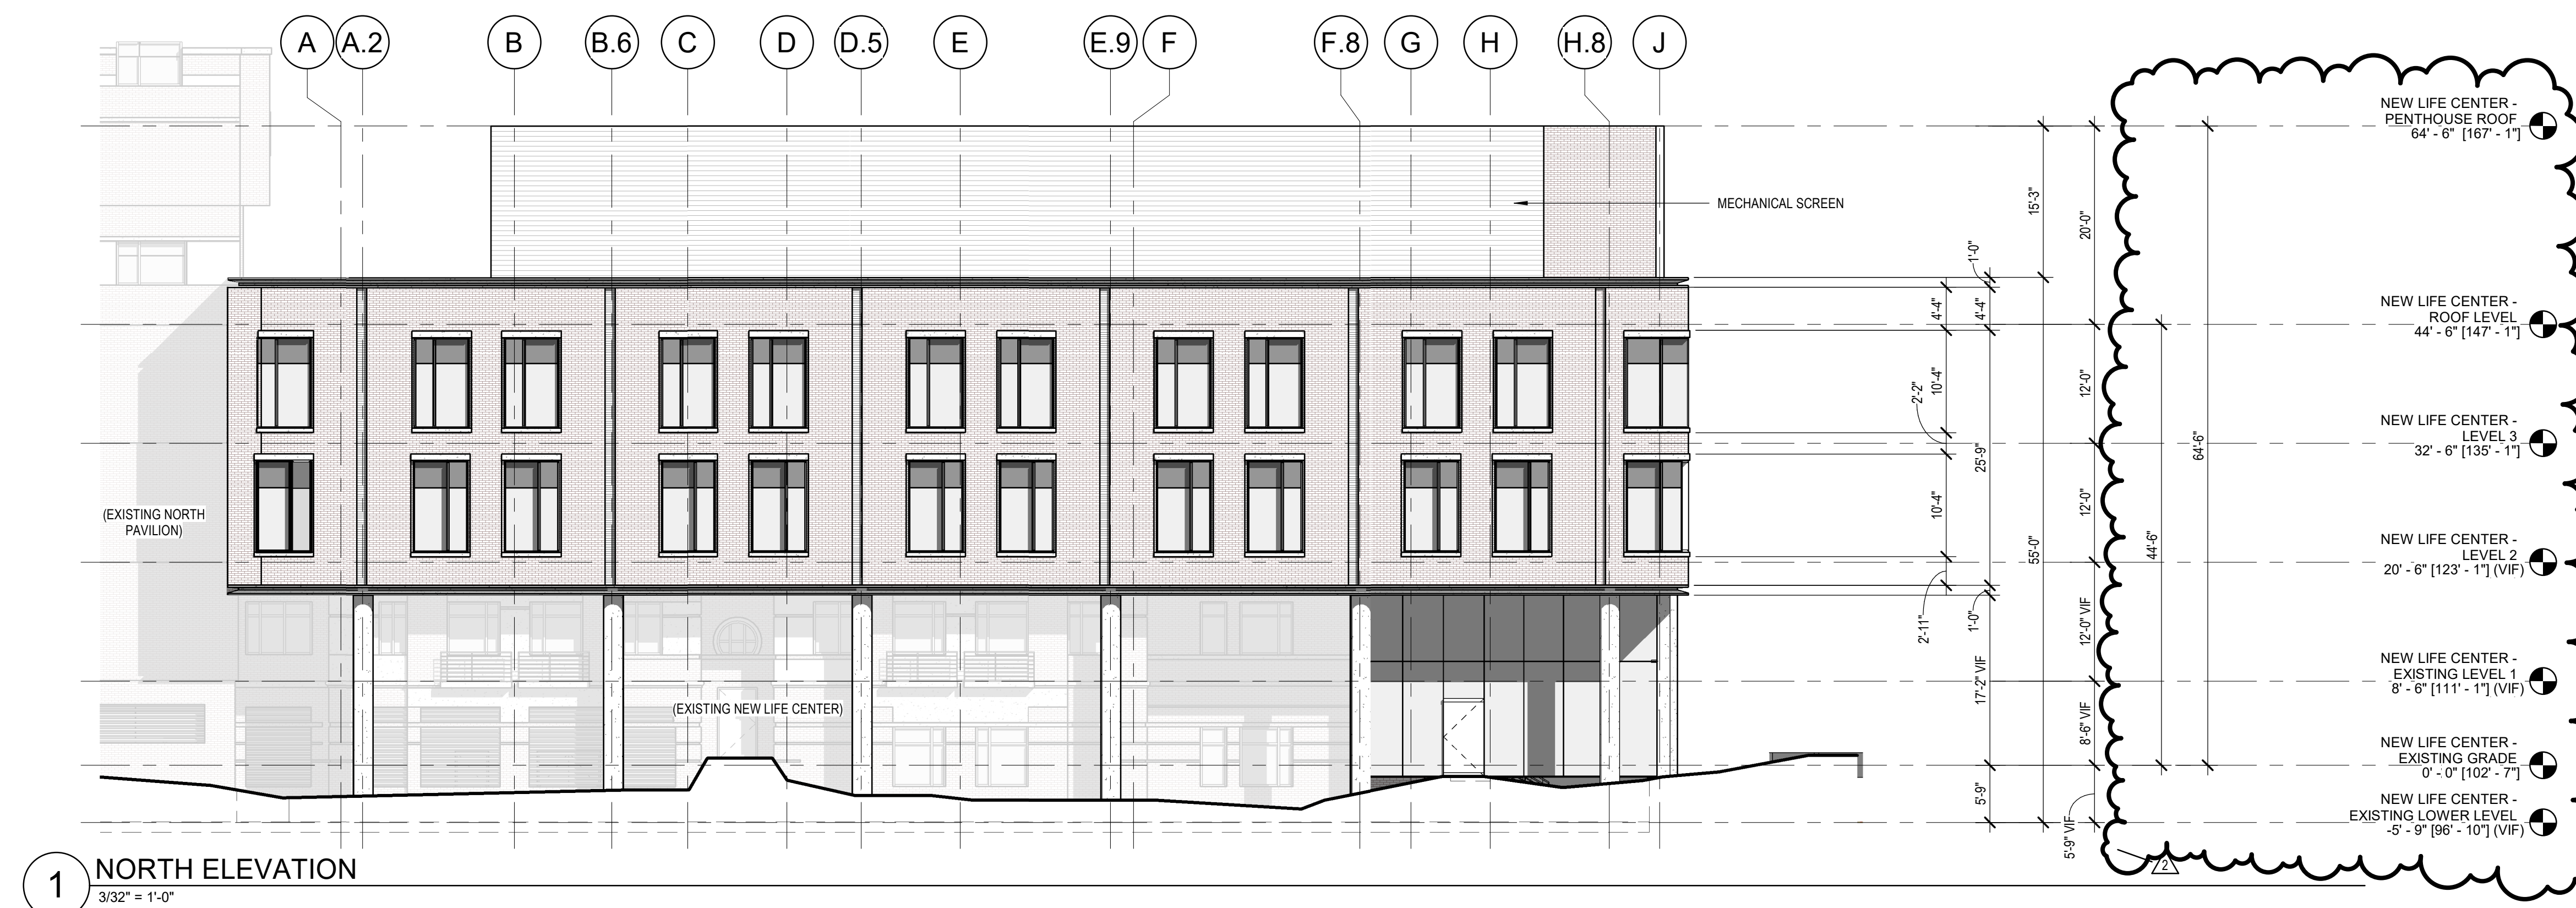 A A.2 B B.6 C D D.5 E E.9 F F.8 G H H.8 J
NEW LIFE CENTER -
PENTHOUSE ROOF
64' - 6" [167' - 1"]
MECHANICAL SCREEN
15'-3"
20'-0"
1'-0"
4'-4"
4'-4"
NEW LIFE CENTER -
ROOF LEVEL
44' - 6" [147' - 1"]
2'-2"
10'-4"
12'-0"
NEW LIFE CENTER -
LEVEL 3
32' - 6" [135' - 1"]
64'-6"
25'-9"
10'-4"
12'-0"
(EXISTING NORTH
PAVILION)
55'-0"
44'-6"
NEW LIFE CENTER -
LEVEL 2
20' - 6" [123' - 1"] (VIF)
2'-11"
1'-0"
12'-0" VIF
17'-2" VIF
NEW LIFE CENTER -
EXISTING LEVEL 1
8' - 6" [111' - 1"] (VIF)
(EXISTING NEW LIFE CENTER)
8'-6" VIF
NEW LIFE CENTER -
EXISTING GRADE
0' - 0" [102' - 7"]
5'-9"
5'-9" VIF
NEW LIFE CENTER -
EXISTING LOWER LEVEL
-5' - 9" [96' - 10"] (VIF)
2
1
NORTH ELEVATION
3/32" = 1'-0"